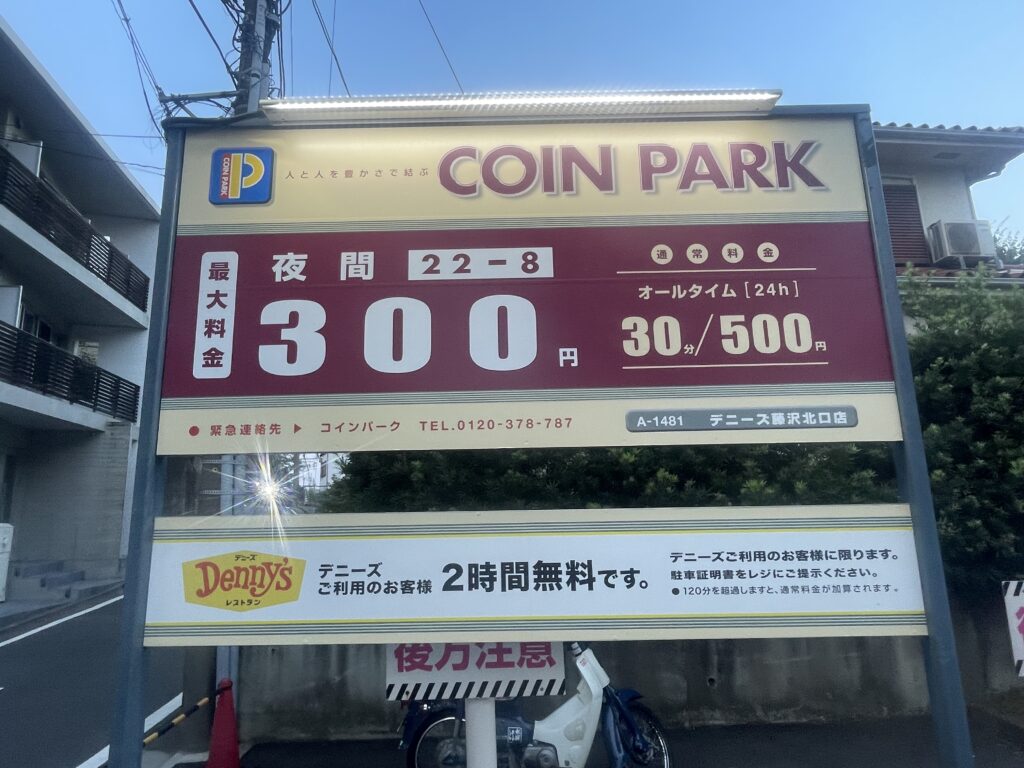 COIN PARK
人と人を豊かさで結ぶ
COIN PARK
最大料金
夜間 22-8
300円
通常料金
オールタイム [24h]
30分/500円
● 緊急連絡先 ▶ コインパーク TEL.0120-378-787
A-1481 デニーズ藤沢北口店
デニーズ
Denny's
レストラン
デニーズ
ご利用のお客様
2時間無料です。
デニーズご利用のお客様に限ります。
駐車証明書をレジにご提示ください。
● 120分を超過しますと、通常料金が加算されます。
後方注意